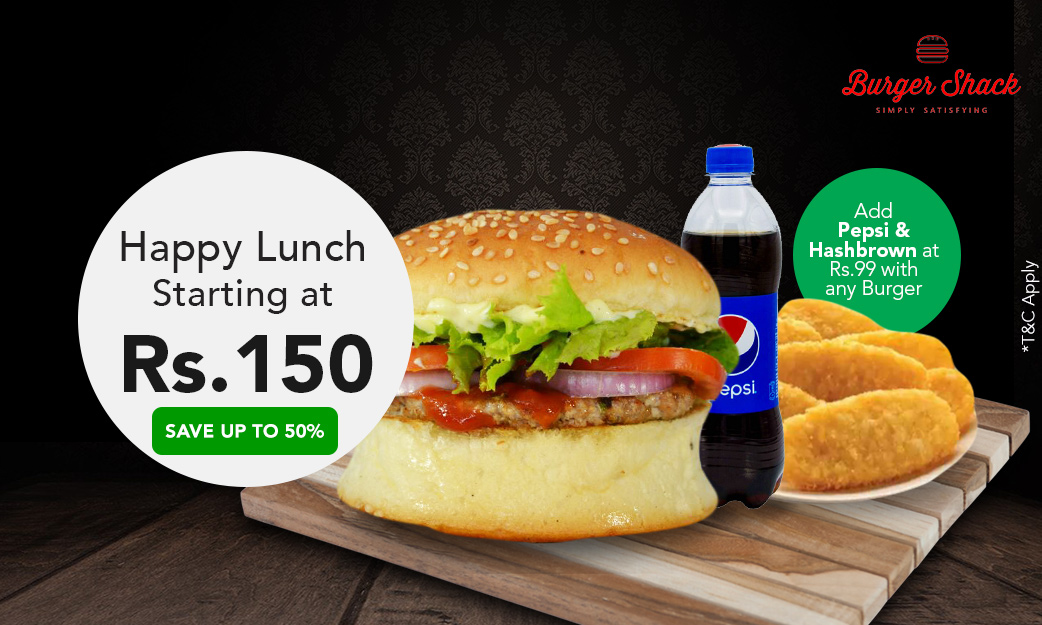 Burger Shack
SIMPLY SATISFYING
Happy Lunch
Starting at
Rs.150
SAVE UP TO 50%
Add
Pepsi &
Hashbrown at
Rs.99 with
any Burger
epsi
*T&C Apply